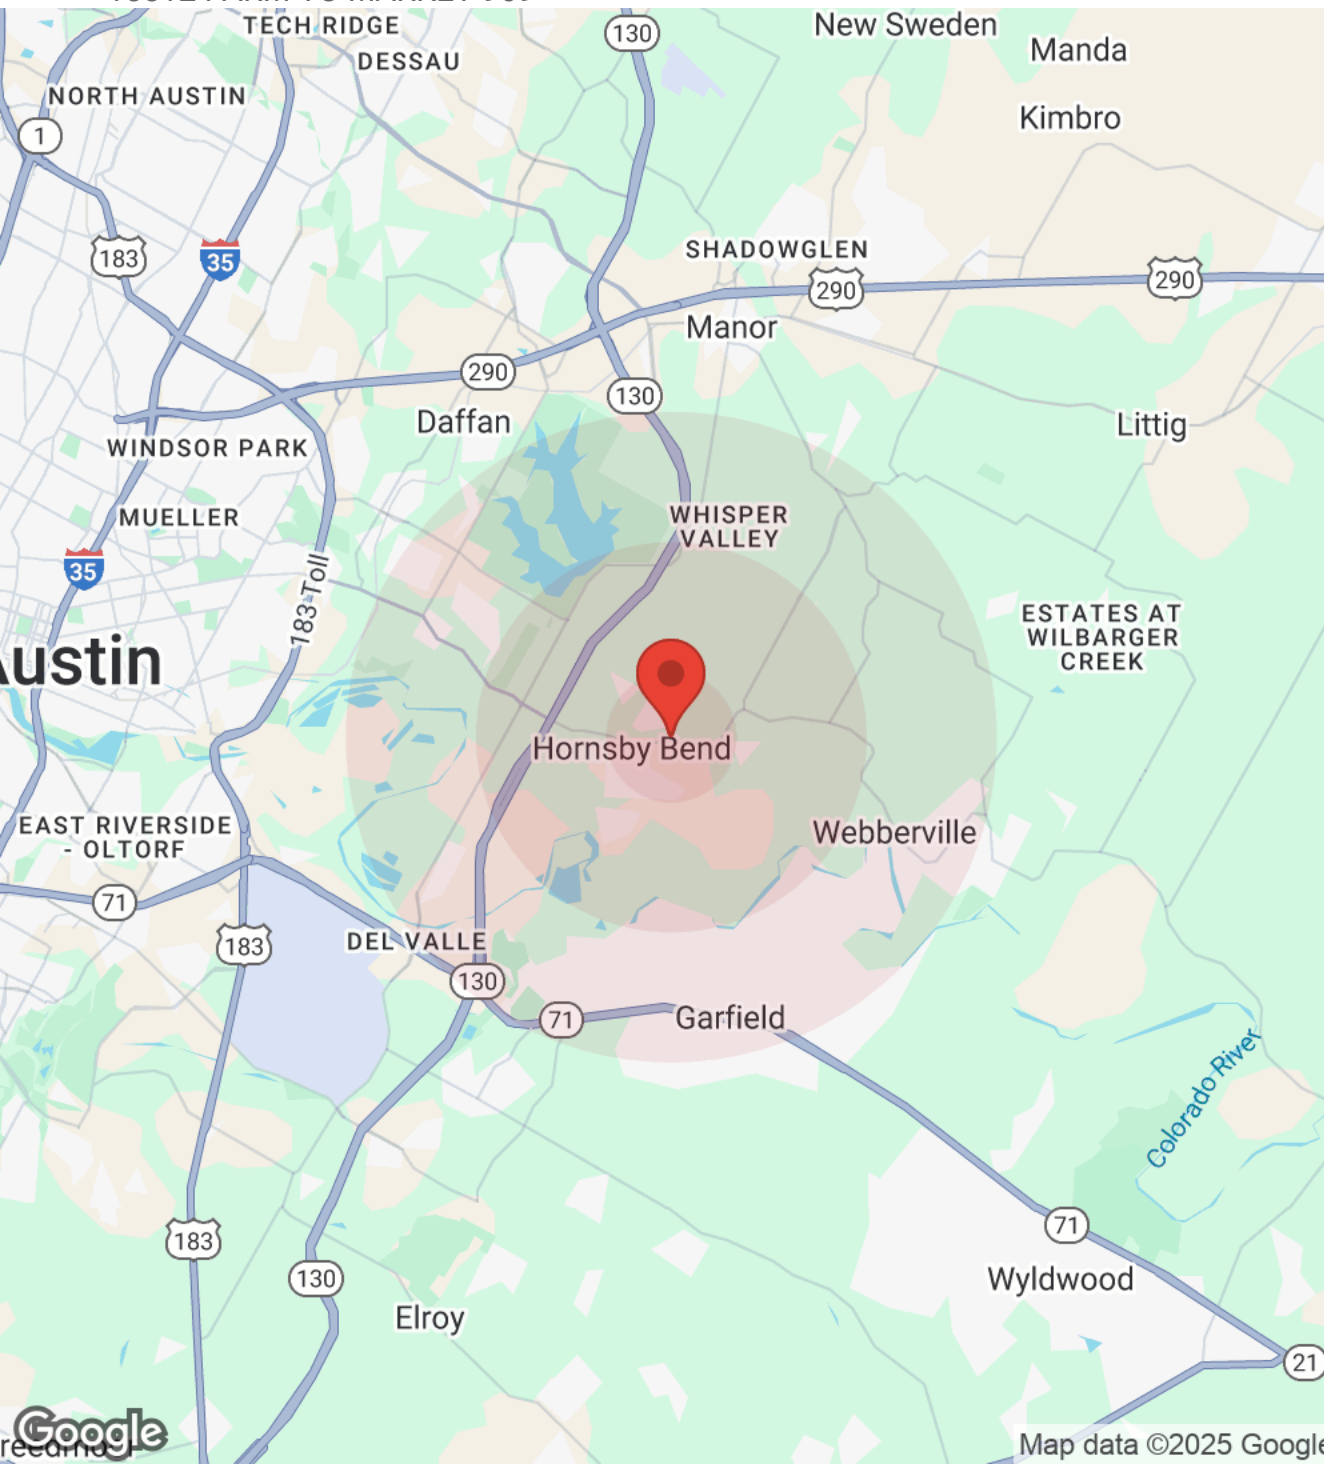 TECH RIDGE
130
New Sweden
Manda
DESSAU
NORTH AUSTIN
Kimbro
1
183
35
SHADOWGLEN
290
290
Manor
290
130
Daffan
Littig
WINDSOR PARK
MUELLER
WHISPER
VALLEY
35
183 Toll
ESTATES AT
WILBARGER
CREEK
Austin
Hornsby Bend
EAST RIVERSIDE
- OLTORF
Webberville
71
183
DEL VALLE
130
71
Garfield
Colorado River
71
183
130
Wyldwood
Elroy
21
Google
Map data ©2025 Google